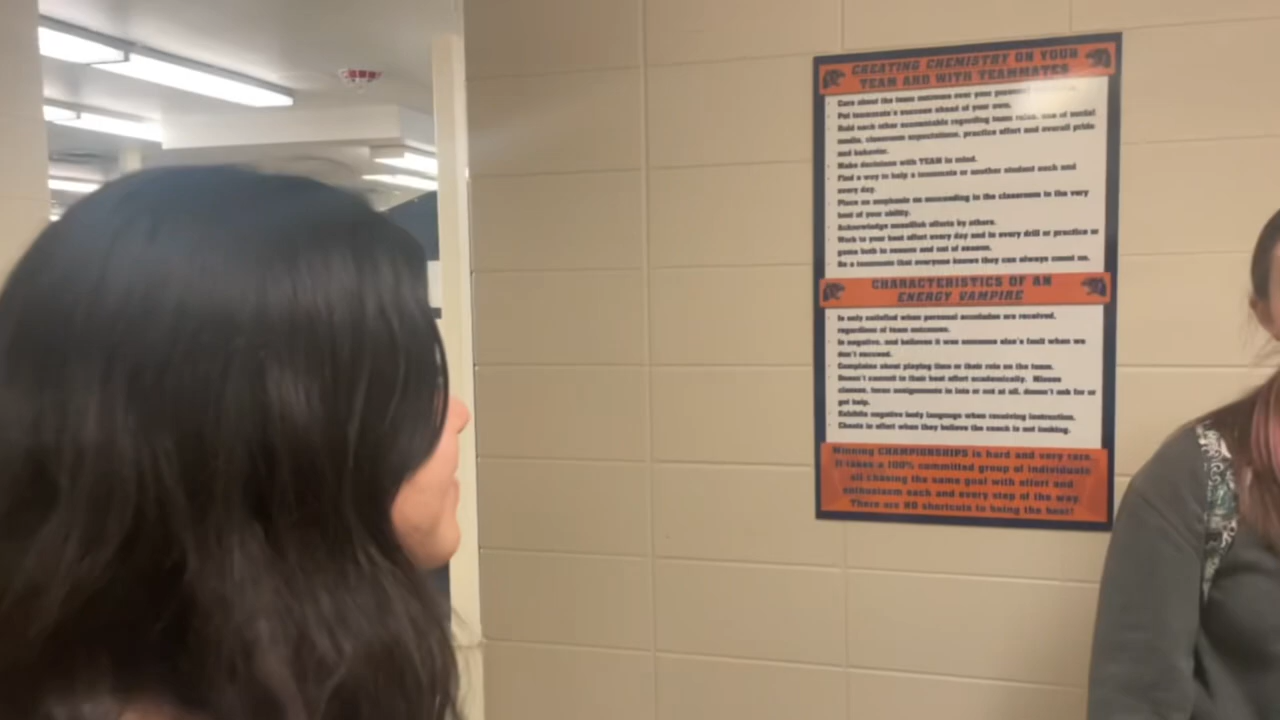 CREATING CHEMISTRY ON YOUR
TEAM AND WITH TEAMMATES
Care about the team outcome over your personal
Put teammate's success ahead of your own.
Hold each other accountable regarding team rules, use of social
media, classroom expectations, practice effort and overall pride
and behavior.
Make decisions with TEAM in mind.
Find a way to help a teammate or another student each and
every day.
Place an emphasis on succeeding in the classroom to the very
best of your ability.
Acknowledge unselfish efforts by others.
Work to your best effort every day and in every drill or practice or
game both in season and out of season.
Be a teammate that everyone knows they can always count on.
CHARACTERISTICS OF AN
ENERGY VAMPIRE
Is only satisfied when personal accolades are received,
regardless of team outcomes.
Is negative, and believes it was someone else's fault when we
don't succeed.
Complains about playing time or their role on the team.
Doesn't commit to their best effort academically. Misses
classes, turns assignments in late or not at all, doesn't ask for or
get help.
Exhibits negative body language when receiving instruction.
Cheats in effort when they believe the coach is not looking.
Winning CHAMPIONSHIPS is hard and very rare.
It takes a 100% committed group of individuals
all chasing the same goal with effort and
enthusiasm each and every step of the way.
There are NO shortcuts to being the best!